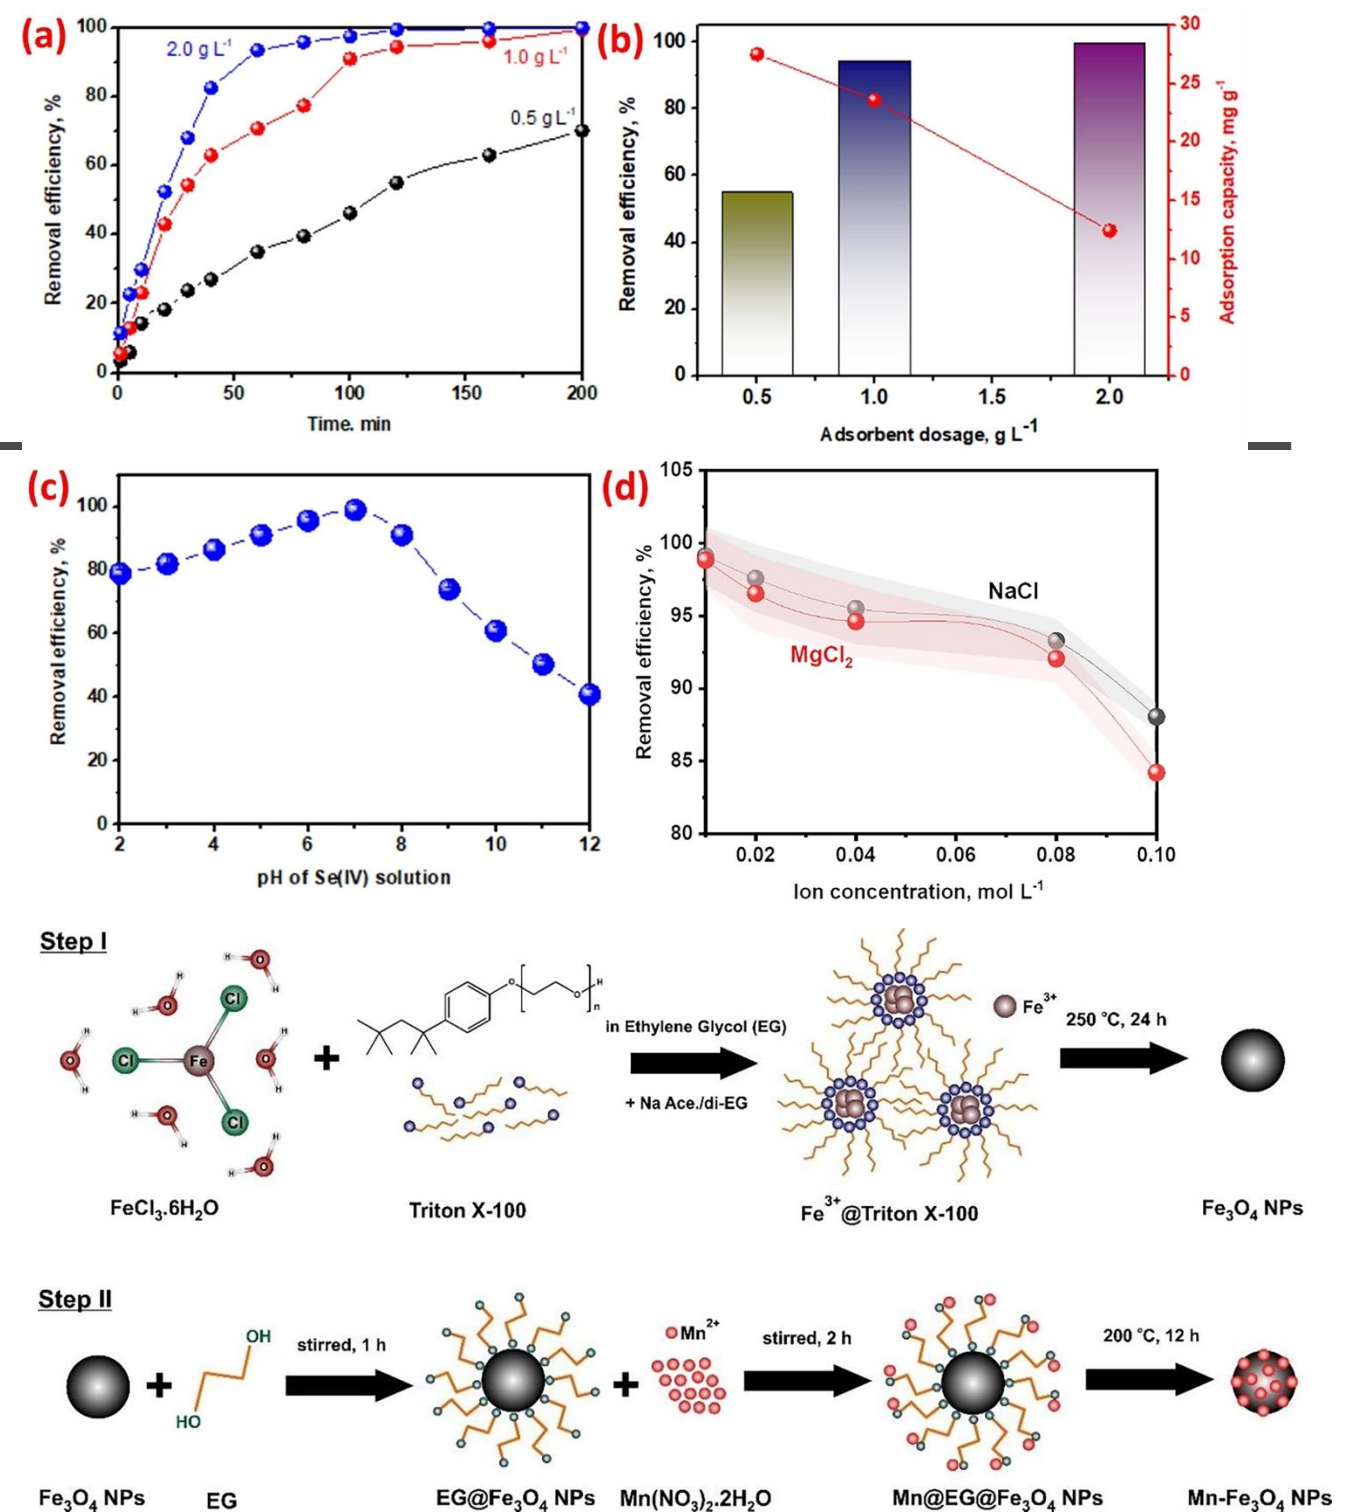 (a)
100
80
60
40
20
0
Removal efficiency, %
2.0 g L⁻¹
1.0 g L⁻¹
0.5 g L⁻¹
0 50 100 150 200
Time. min
(b)
100
80
60
40
20
0
Removal efficiency, %
30
25
20
15
10
5
0
Adsorption capacity, mg g⁻¹
0.5 1.0 1.5 2.0
Adsorbent dosage, g L⁻¹
(c)
100
80
60
40
20
0
Removal efficiency, %
2 4 6 8 10 12
pH of Se(IV) solution
(d)
105
100
95
90
85
80
Removal efficiency, %
NaCl
MgCl₂
0.02 0.04 0.06 0.08 0.10
Ion concentration, mol L⁻¹
Step I
H O H
H O H
Cl
H O H
Cl Fe
H O H
H O H
Cl
H O H
+
O
O
H
n
in Ethylene Glycol (EG)
+ Na Ace./di-EG
Fe³⁺
250 °C, 24 h
FeCl₃.6H₂O
Triton X-100
Fe³⁺@Triton X-100
Fe₃O₄ NPs
Step II
+
OH
HO
stirred, 1 h
+
Mn²⁺
stirred, 2 h
200 °C, 12 h
Fe₃O₄ NPs
EG
EG@Fe₃O₄ NPs
Mn(NO₃)₂.2H₂O
Mn@EG@Fe₃O₄ NPs
Mn-Fe₃O₄ NPs